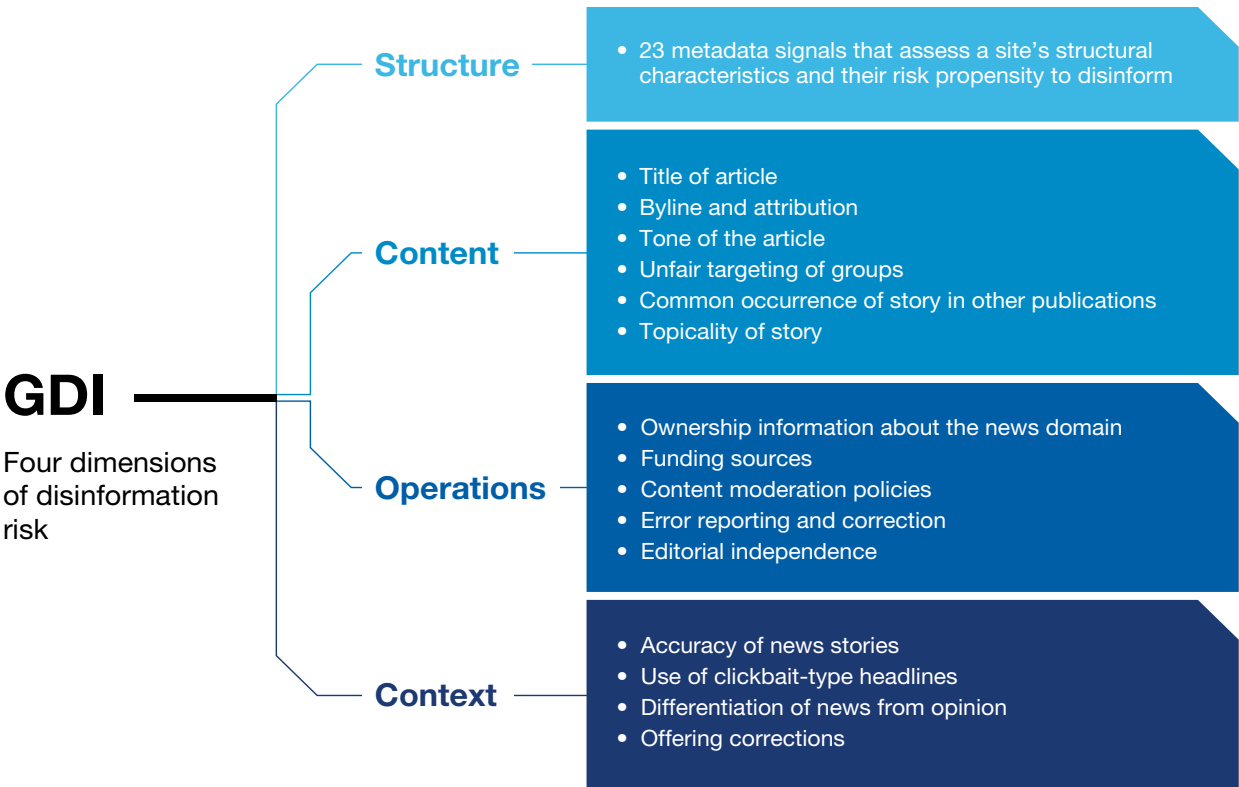 GDI
Four dimensions
of disinformation
risk
Structure
• 23 metadata signals that assess a site’s structural
characteristics and their risk propensity to disinform
Content
• Title of article
• Byline and attribution
• Tone of the article
• Unfair targeting of groups
• Common occurrence of story in other publications
• Topicality of story
Operations
• Ownership information about the news domain
• Funding sources
• Content moderation policies
• Error reporting and correction
• Editorial independence
Context
• Accuracy of news stories
• Use of clickbait-type headlines
• Differentiation of news from opinion
• Offering corrections